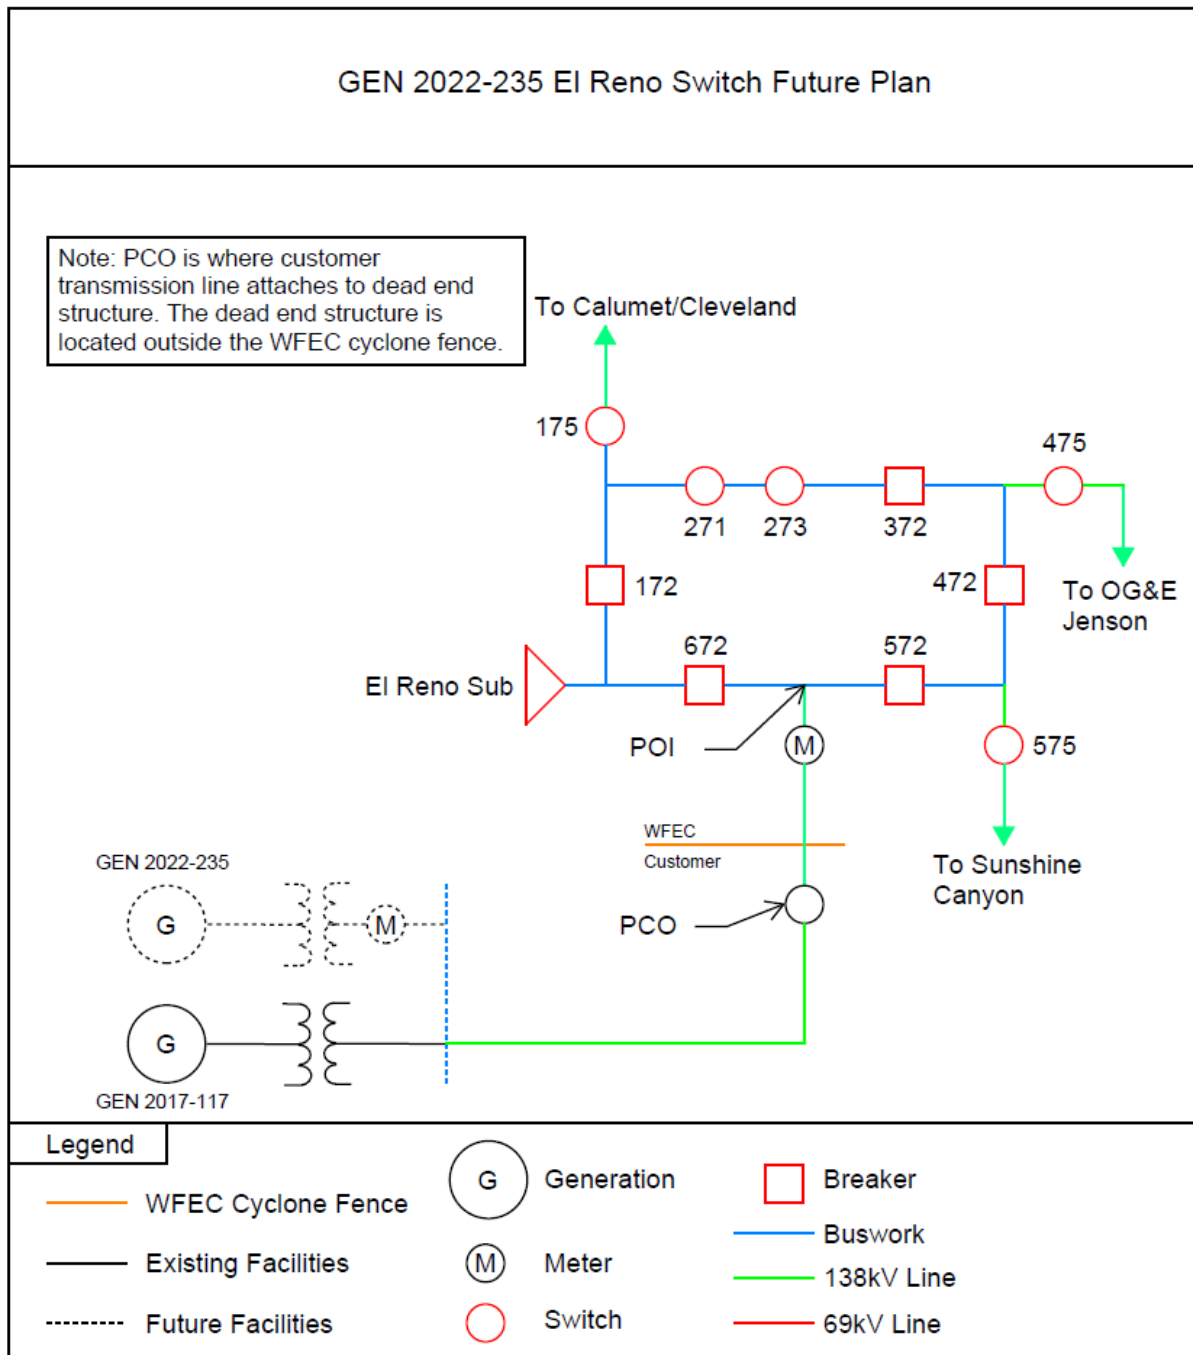 GEN 2022-235 El Reno Switch Future Plan
Note: PCO is where customer
transmission line attaches to dead end
structure. The dead end structure is
located outside the WFEC cyclone fence.
To Calumet/Cleveland
175
475
271
273
372
172
472
To OG&E
Jenson
672
572
El Reno Sub
POI
M
575
WFEC
Customer
To Sunshine
Canyon
GEN 2022-235
G
M
PCO
G
GEN 2017-117
Legend
WFEC Cyclone Fence
Existing Facilities
Future Facilities
G
Generation
M
Meter
Switch
Breaker
Buswork
138kV Line
69kV Line